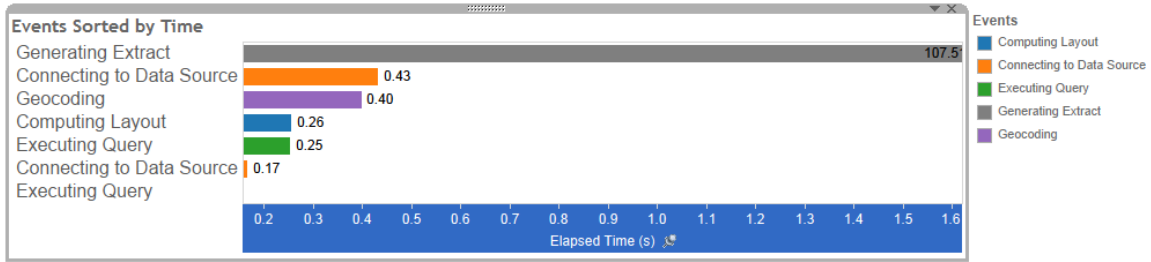 Events Sorted by Time
Generating Extract 107.51
Connecting to Data Source 0.43
Geocoding 0.40
Computing Layout 0.26
Executing Query 0.25
Connecting to Data Source 0.17
Executing Query
0.2 0.3 0.4 0.5 0.6 0.7 0.8 0.9 1.0 1.1 1.2 1.3 1.4 1.5 1.6
Elapsed Time (s)
Events
Computing Layout
Connecting to Data Source
Executing Query
Generating Extract
Geocoding